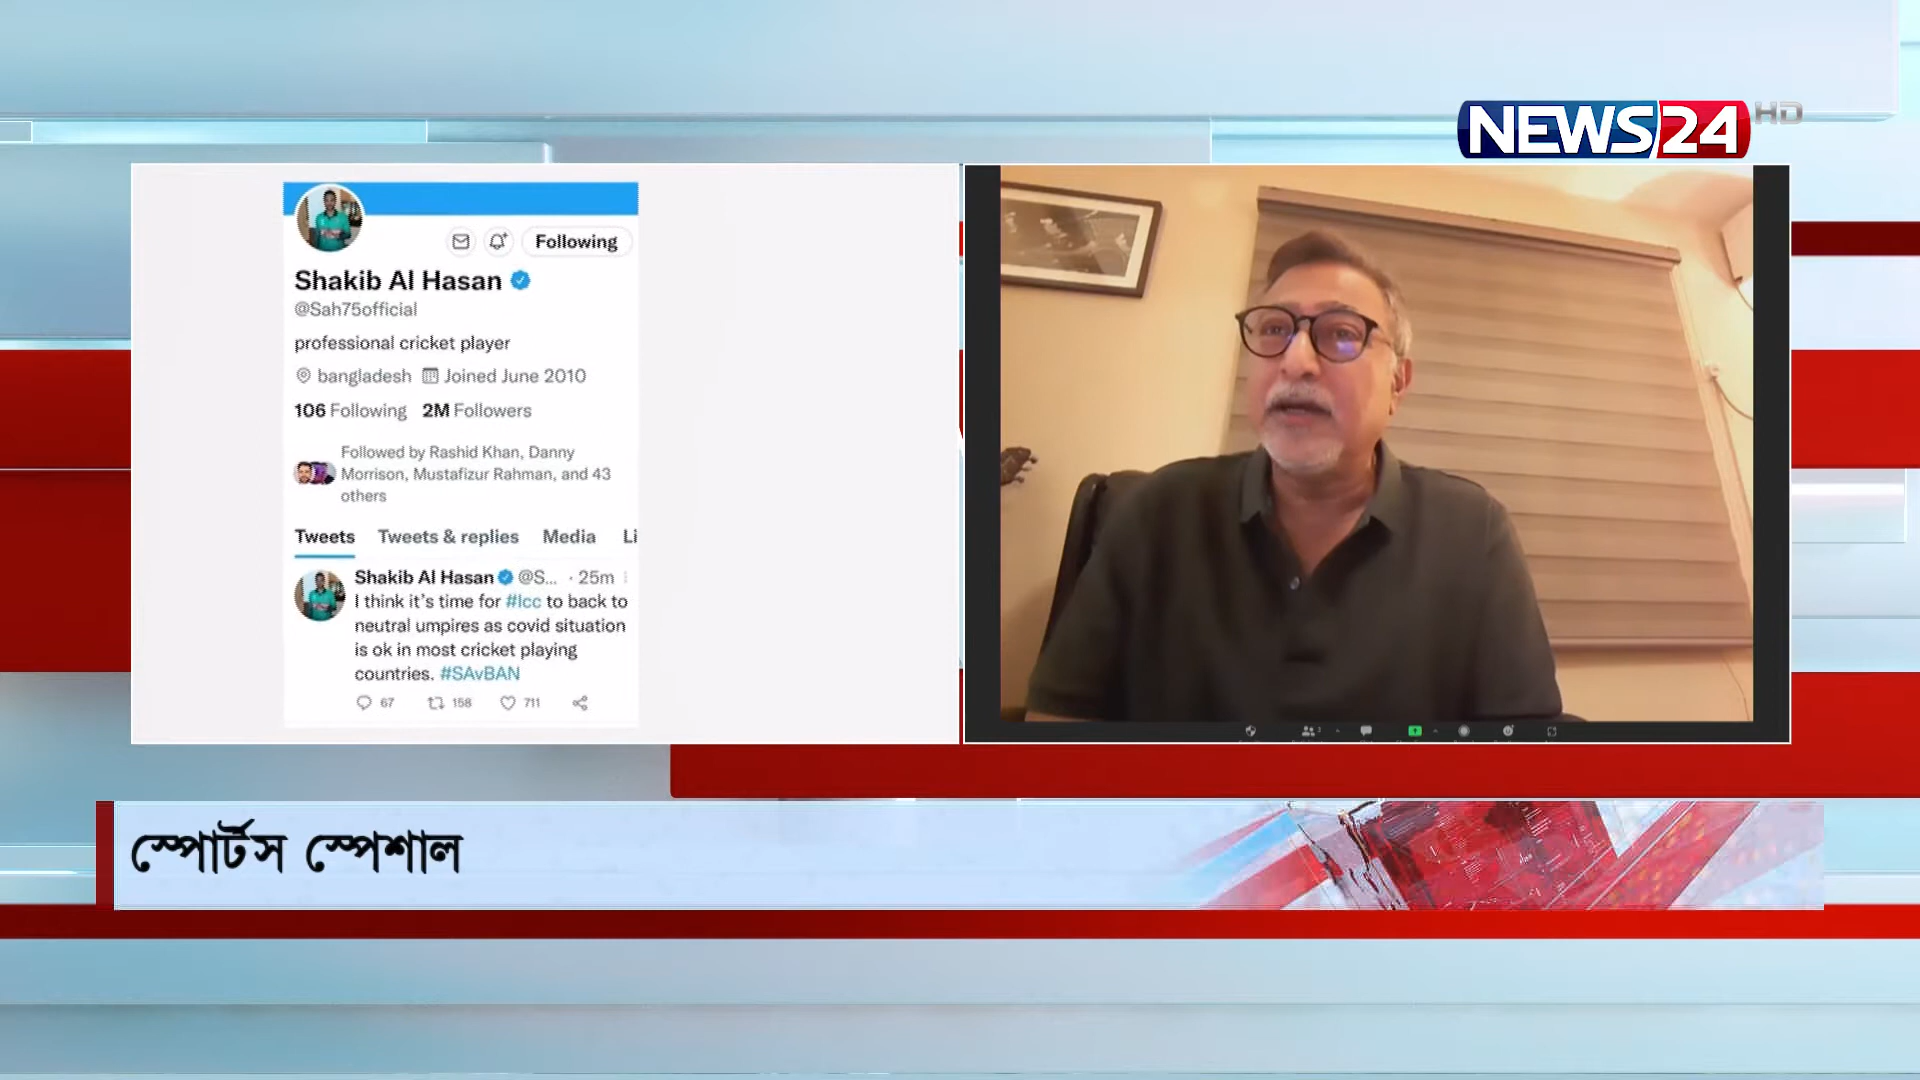 NEWS24 HD
Following
Shakib Al Hasan
@Sah75official
professional cricket player
bangladesh Joined June 2010
106 Following 2M Followers
Followed by Rashid Khan, Danny
Morrison, Mustafizur Rahman, and 43
others
Tweets Tweets & replies Media Li
Shakib Al Hasan @S... · 25m
I think it's time for #Icc to back to
neutral umpires as covid situation
is ok in most cricket playing
countries. #SAvBAN
67 158 711
স্পোর্টস স্পেশাল